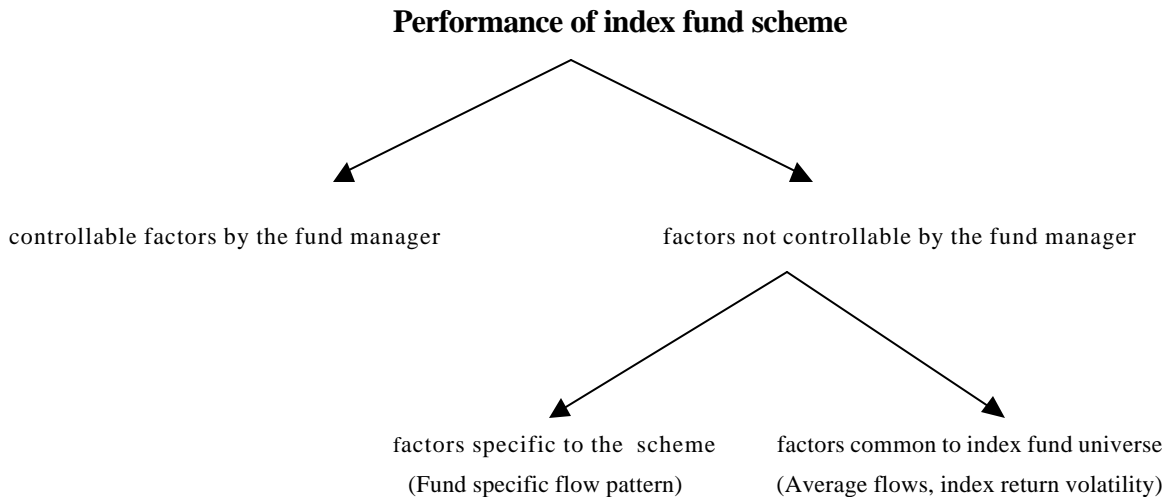 Performance of index fund scheme
controllable factors by the fund manager
factors not controllable by the fund manager
factors specific to the scheme
(Fund specific flow pattern)
factors common to index fund universe
(Average flows, index return volatility)